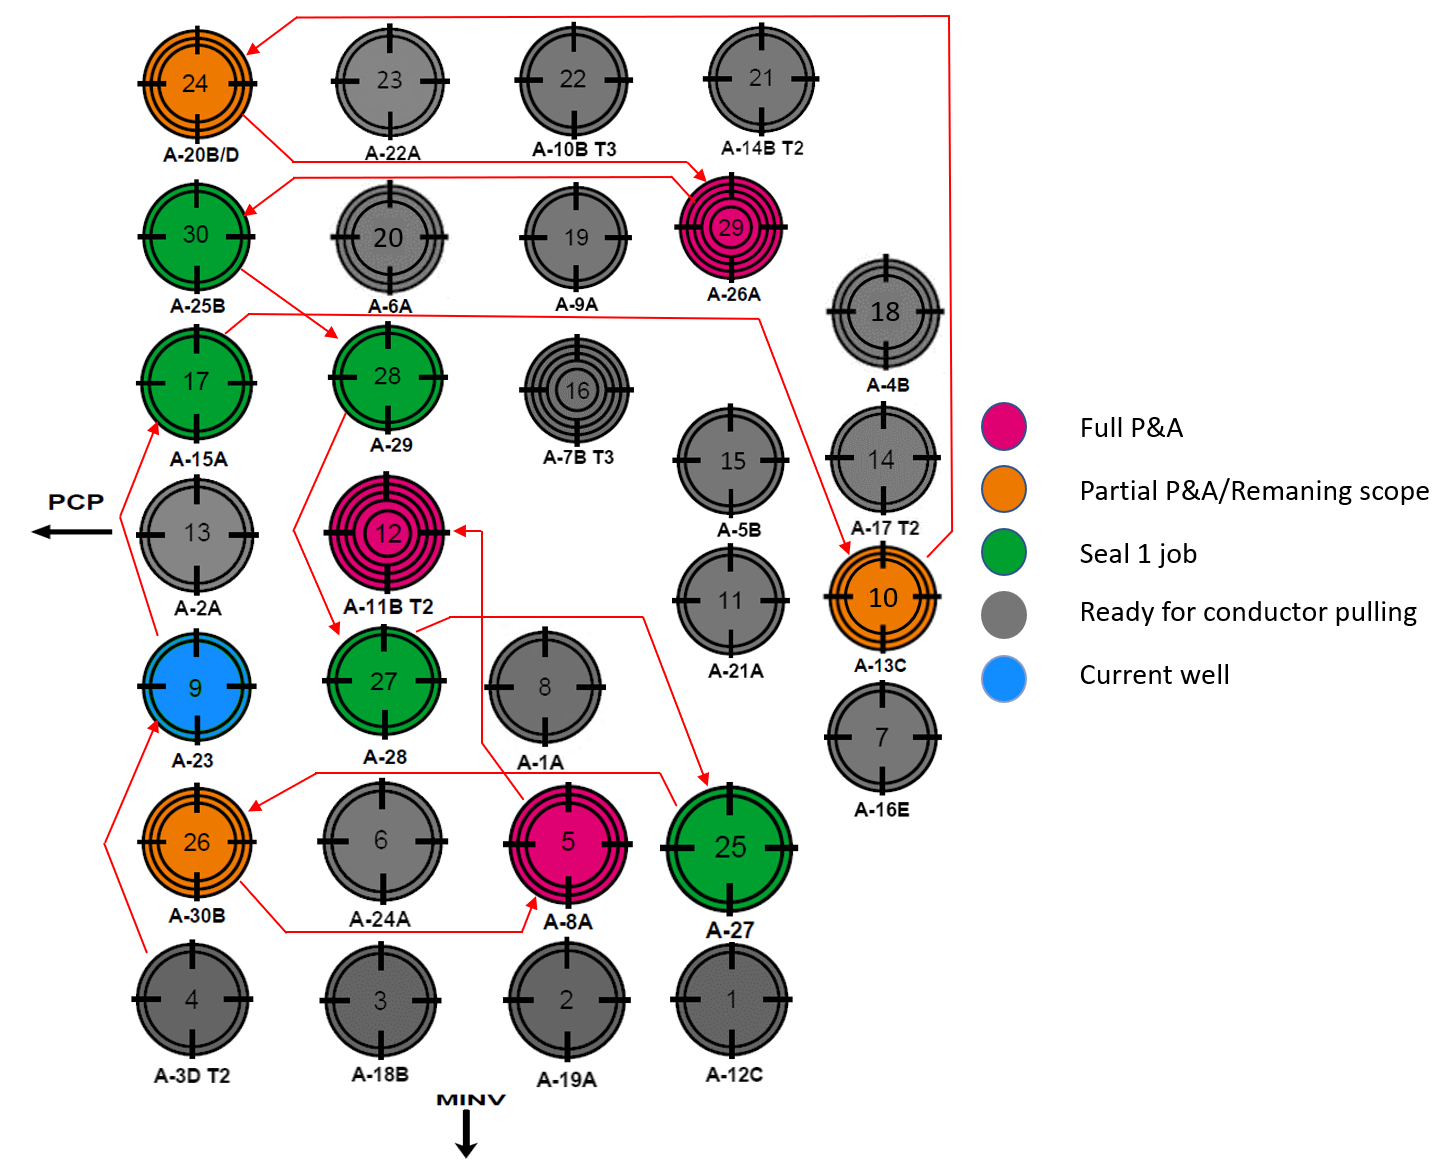 24
23
22
21
A-20B/D
A-22A
A-10B T3
A-14B T2
30
20
19
29
A-25B
A-6A
A-9A
A-26A
18
A-4B
17
28
16
A-15A
A-29
A-7B T3
15
14
A-5B
A-17 T2
PCP
13
12
A-2A
A-11B T2
11
10
A-21A
A-13C
9
27
8
7
A-23
A-28
A-1A
A-16E
26
6
5
25
A-30B
A-24A
A-8A
A-27
4
3
2
1
A-3D T2
A-18B
A-19A
A-12C
MINV
Full P&A
Partial P&A/Remaning scope
Seal 1 job
Ready for conductor pulling
Current well